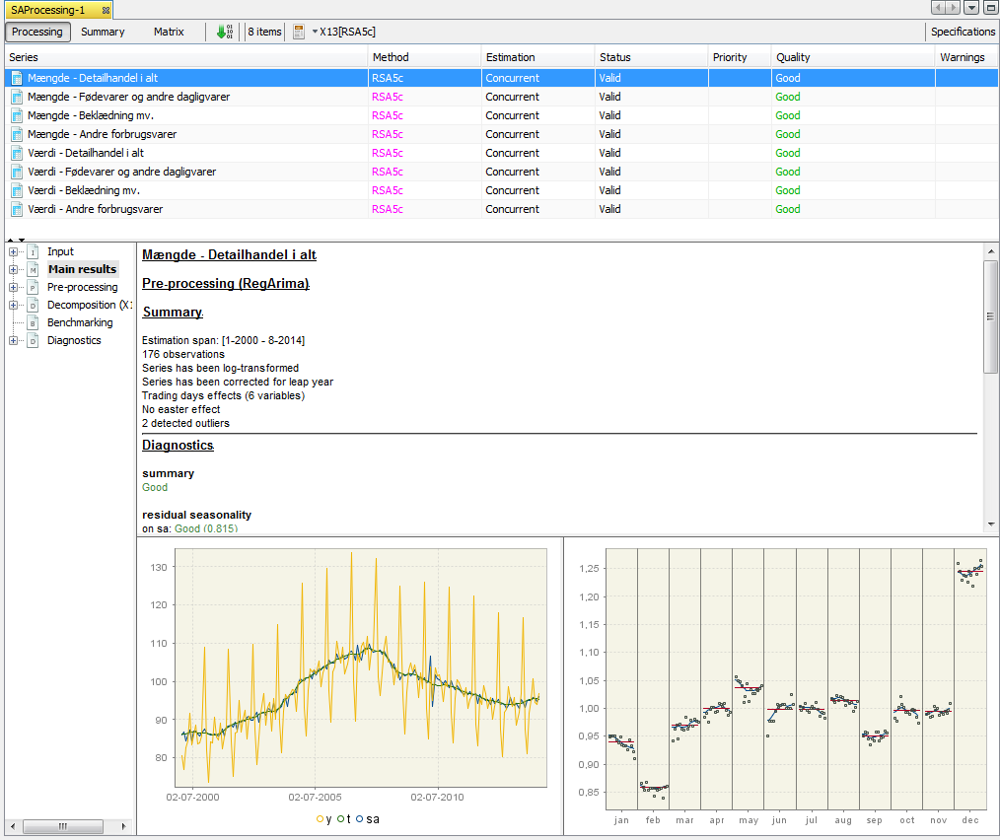 SAProcessing-1
Processing Summary Matrix 8 items X13[RSA5c] Specifications
Series Method Estimation Status Priority Quality Warnings
Mængde - Detailhandel i alt RSA5c Concurrent Valid Good
Mængde - Fødevarer og andre dagligvarer RSA5c Concurrent Valid Good
Mængde - Beklædning mv. RSA5c Concurrent Valid Good
Mængde - Andre forbrugsvarer RSA5c Concurrent Valid Good
Værdi - Detailhandel i alt RSA5c Concurrent Valid Good
Værdi - Fødevarer og andre dagligvarer RSA5c Concurrent Valid Good
Værdi - Beklædning mv. RSA5c Concurrent Valid Good
Værdi - Andre forbrugsvarer RSA5c Concurrent Valid Good
Input
Main results
Pre-processing
Decomposition (X1
Benchmarking
Diagnostics
Mængde - Detailhandel i alt
Pre-processing (RegArima)
Summary
Estimation span: [1-2000 - 8-2014]
176 observations
Series has been log-transformed
Series has been corrected for leap year
Trading days effects (6 variables)
No easter effect
2 detected outliers
Diagnostics
summary
Good
residual seasonality
on sa: Good (0.815)
130
120
110
100
90
80
02-07-2000 02-07-2005 02-07-2010
y t sa
1,25
1,20
1,15
1,10
1,05
1,00
0,95
0,90
0,85
jan feb mar apr may jun jul aug sep oct nov dec